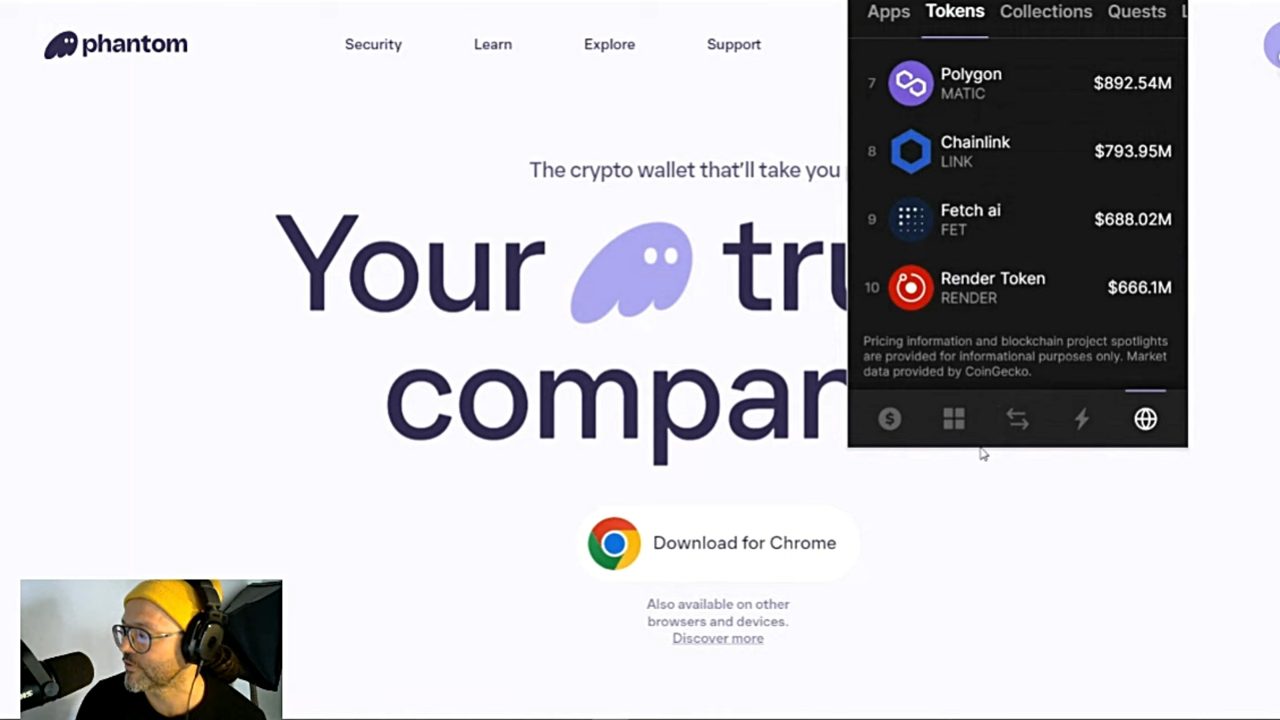 phantom
Security
Learn
Explore
Support
The crypto wallet that'll take you
Your tru
compan
Download for Chrome
Also available on other
browsers and devices.
Discover more
Apps
Tokens
Collections
Quests
7
Polygon
MATIC
$892.54M
8
Chainlink
LINK
$793.95M
9
Fetch ai
FET
$688.02M
10
Render Token
RENDER
$666.1M
Pricing information and blockchain project spotlights
are provided for informational purposes only. Market
data provided by CoinGecko.